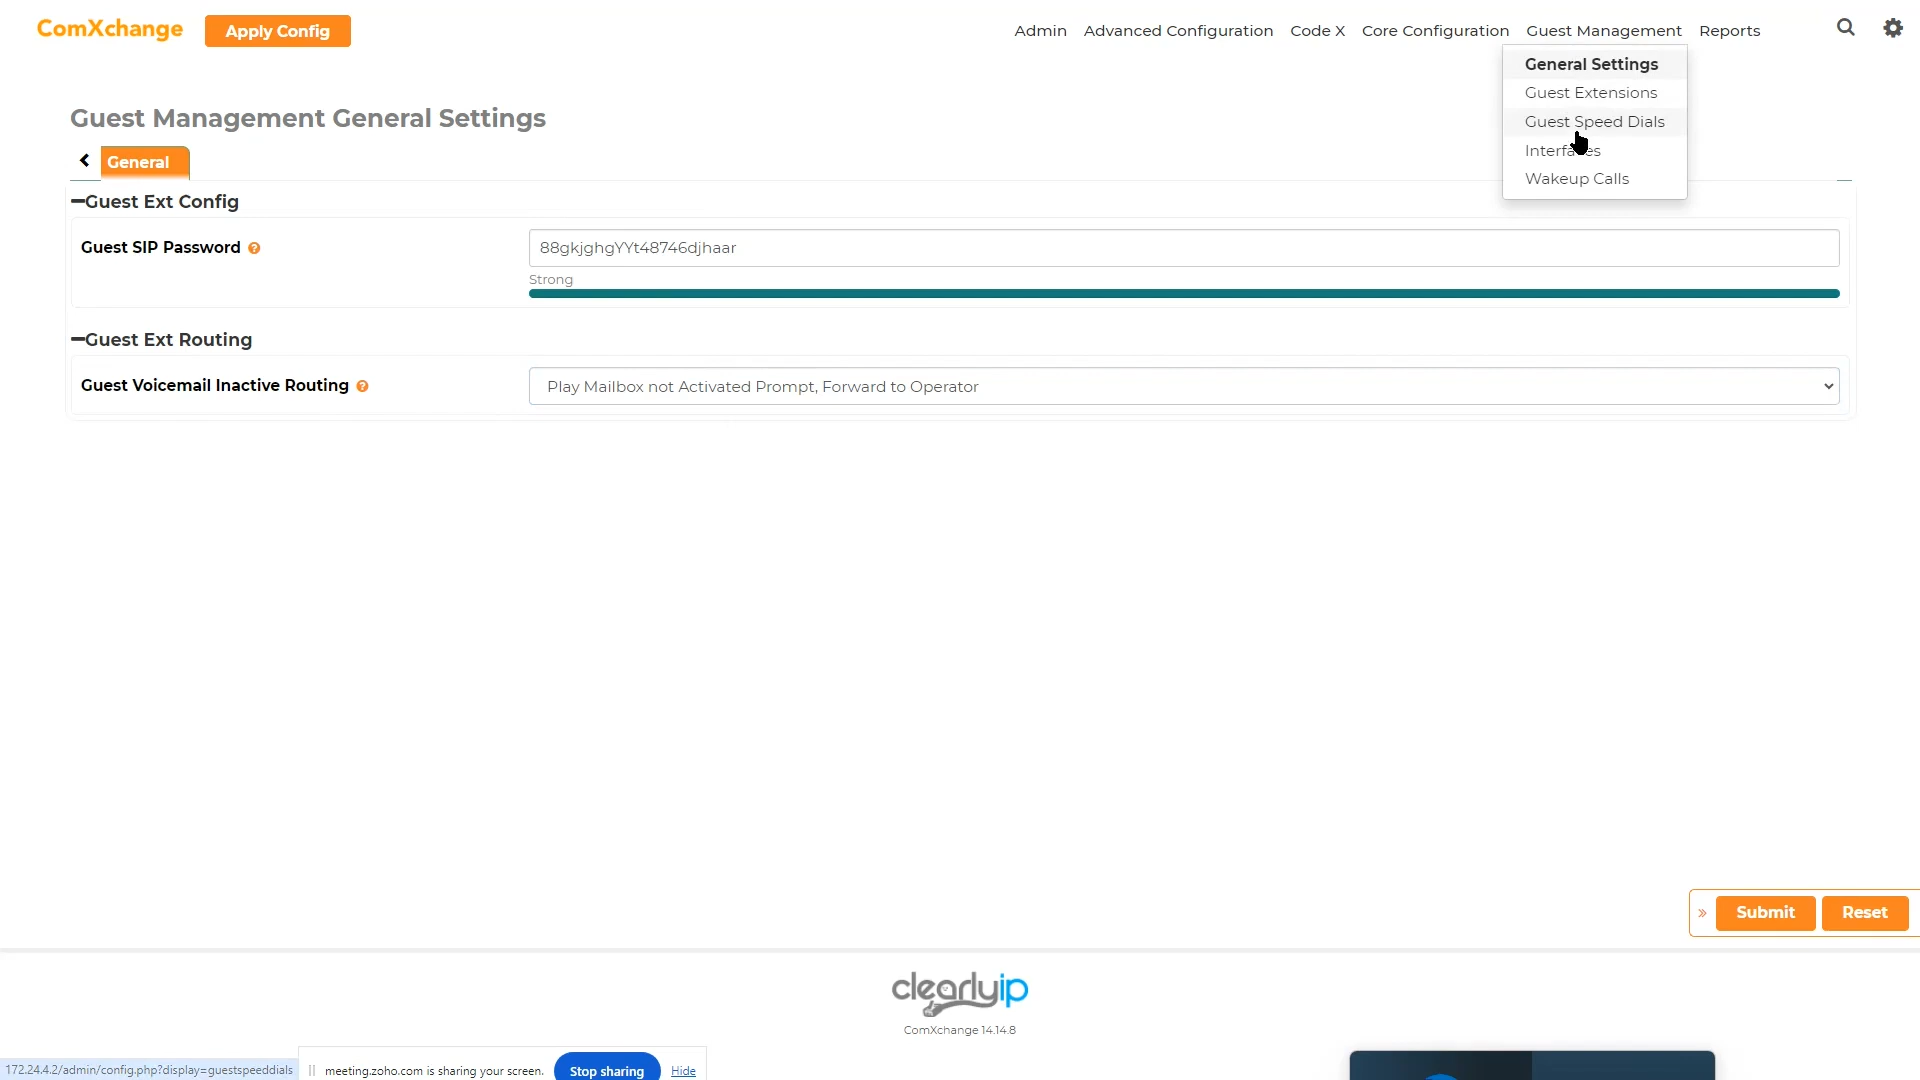 ComXchange
Apply Config
Admin
Advanced Configuration
Code X
Core Configuration
Guest Management
Reports
General Settings
Guest Extensions
Guest Speed Dials
Interfaces
Wakeup Calls
Guest Management General Settings
General
Guest Ext Config
Guest SIP Password
88gkjghgYYt48746djhaar
Strong
Guest Ext Routing
Guest Voicemail Inactive Routing
Play Mailbox not Activated Prompt, Forward to Operator
» Submit Reset
clearlyip
ComXchange 14.14.8
172.24.4.2/admin/config.php?display=guestspeeddials
meeting.zoho.com is sharing your screen.
Stop sharing
Hide